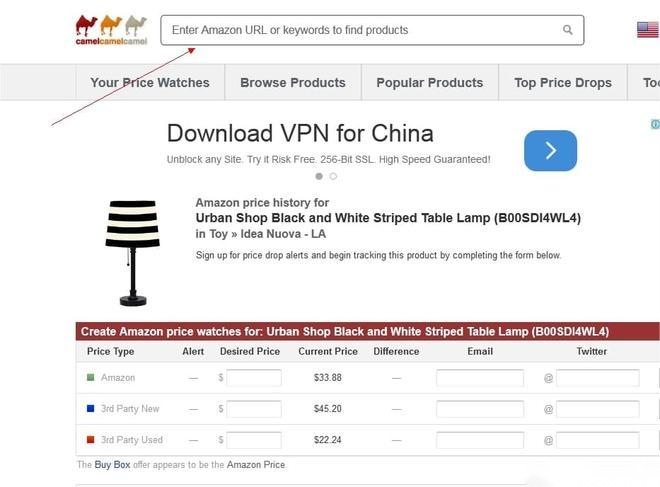 camelcamelcamel
Enter Amazon URL or keywords to find products
Your Price Watches Browse Products Popular Products Top Price Drops
Download VPN for China
Unblock any Site. Try it Risk Free. 256-Bit SSL. High Speed Guaranteed!
Amazon price history for
Urban Shop Black and White Striped Table Lamp (B00SDI4WL4)
in Toy » Idea Nuova - LA
Sign up for price drop alerts and begin tracking this product by completing the form below.
Create Amazon price watches for: Urban Shop Black and White Striped Table Lamp (B00SDI4WL4)
Price Type Alert Desired Price Current Price Difference Email Twitter
Amazon — $ $33.88 — @
3rd Party New — $ $45.20 — @
3rd Party Used — $ $22.24 — @
The Buy Box offer appears to be the Amazon Price